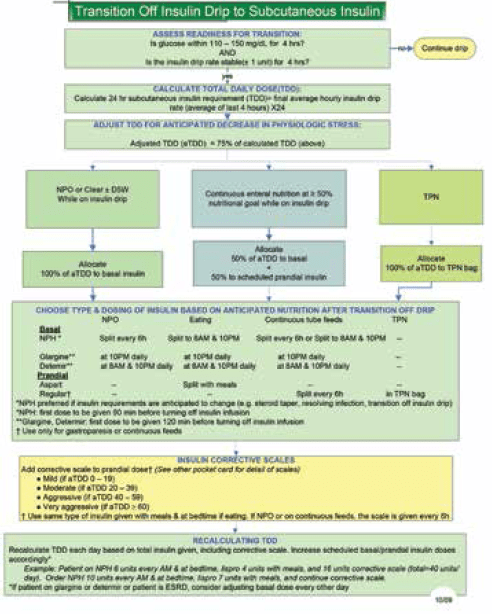 Transition Off Insulin Drip to Subcutaneous Insulin
ASSESS READINESS FOR TRANSITION:
Is glucose within 110 – 150 mg/dL for 4 hrs?
AND
Is the insulin drip rate stable(± 1 unit) for 4 hrs?
no
Continue drip
yes
CALCULATE TOTAL DAILY DOSE(TDD):
Calculate 24 hr subcutaneous insulin requirement (TDD)= final average hourly insulin drip
rate (average of last 4 hours) X24
ADJUST TDD FOR ANTICIPATED DECREASE IN PHYSIOLOGIC STRESS:
Adjusted TDD (aTDD) = 75% of calculated TDD (above)
NPO or Clear ± D5W
While on insulin drip
Continuous enteral nutrition at ≥ 50%
nutritional goal while on insulin drip
TPN
Allocate
100% of aTDD to basal insulin
Allocate
50% of aTDD to basal
+
50% to scheduled prandial insulin
Allocate
100% of aTDD to TPN bag
CHOOSE TYPE & DOSING OF INSULIN BASED ON ANTICIPATED NUTRITION AFTER TRANSITION OFF DRIP
NPO Eating Continuous tube feeds TPN
Basal
NPH * Split every 6h Split to 8AM & 10PM Split every 6h or Split to 8AM & 10PM --
Glargine** at 10PM daily at 10PM daily at 10PM daily --
Detemir** at 8AM & 10PM daily at 8AM & 10PM daily at 8AM & 10PM daily --
Prandial
Aspart -- Split with meals -- --
Regular† -- -- Split every 6h in TPN bag
*NPH preferred if insulin requirements are anticipated to change (e.g. steroid taper, resolving infection, transition off insulin drip)
*NPH: first dose to be given 90 min before turning off insulin infusion
**Glargine, Detemir: first dose to be given 120 min before turning off insulin infusion
† Use only for gastroparesis or continuous feeds
INSULIN CORRECTIVE SCALES
Add corrective scale to prandial dose† (See other pocket card for detail of scales)
● Mild (if aTDD 0 – 19)
● Moderate (if aTDD 20 – 39)
● Aggressive (if aTDD 40 – 59)
● Very aggressive (if aTDD ≥ 60)
† Use same type of insulin given with meals & at bedtime if eating. If NPO or on continuous feeds, the scale is given every 6h
RECALCULATING TDD
Recalculate TDD each day based on total insulin given, including corrective scale. Increase scheduled basal/prandial insulin doses
accordingly*
Example: Patient on NPH 6 units every AM & at bedtime, lispro 4 units with meals, and 16 units corrective scale (total=40 units/
day). Order NPH 10 units every AM & at bedtime, lispro 7 units with meals, and continue corrective scale.
*If patient on glargine or determir or patient is ESRD, consider adjusting basal dose every other day
10/09